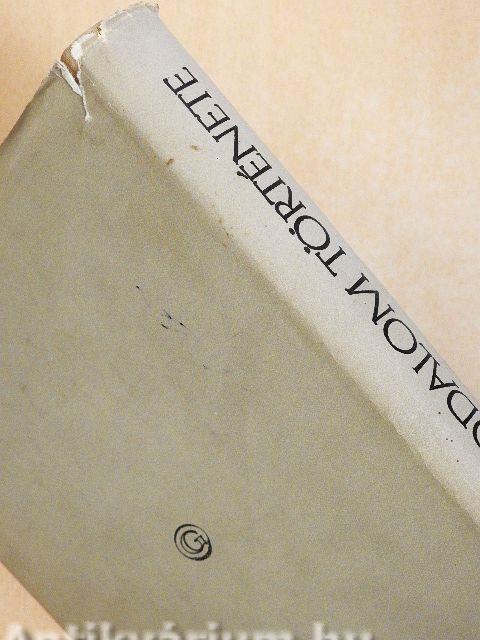 ODALOM TÖRTÉNETE
G
Antikvárium.hu